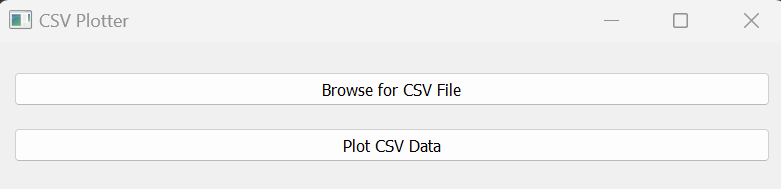 CSV Plotter
Browse for CSV File
Plot CSV Data